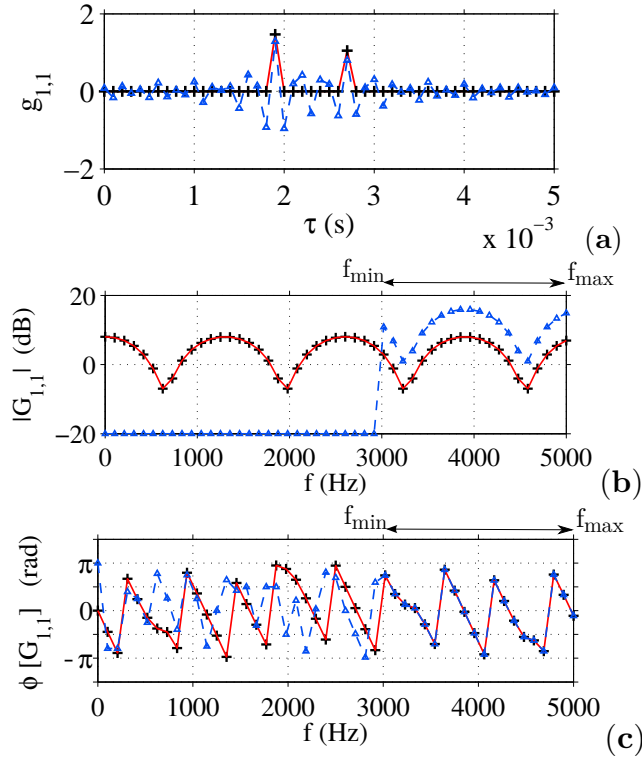 2
0
−2
g1,1
0 1 2 3 4 5
τ (s)
x 10−3
(a)
fmin fmax
20
0
−20
|G1,1| (dB)
0 1000 2000 3000 4000 5000
f (Hz)
(b)
fmin fmax
π
0
−π
ϕ [G1,1] (rad)
0 1000 2000 3000 4000 5000
f (Hz)
(c)